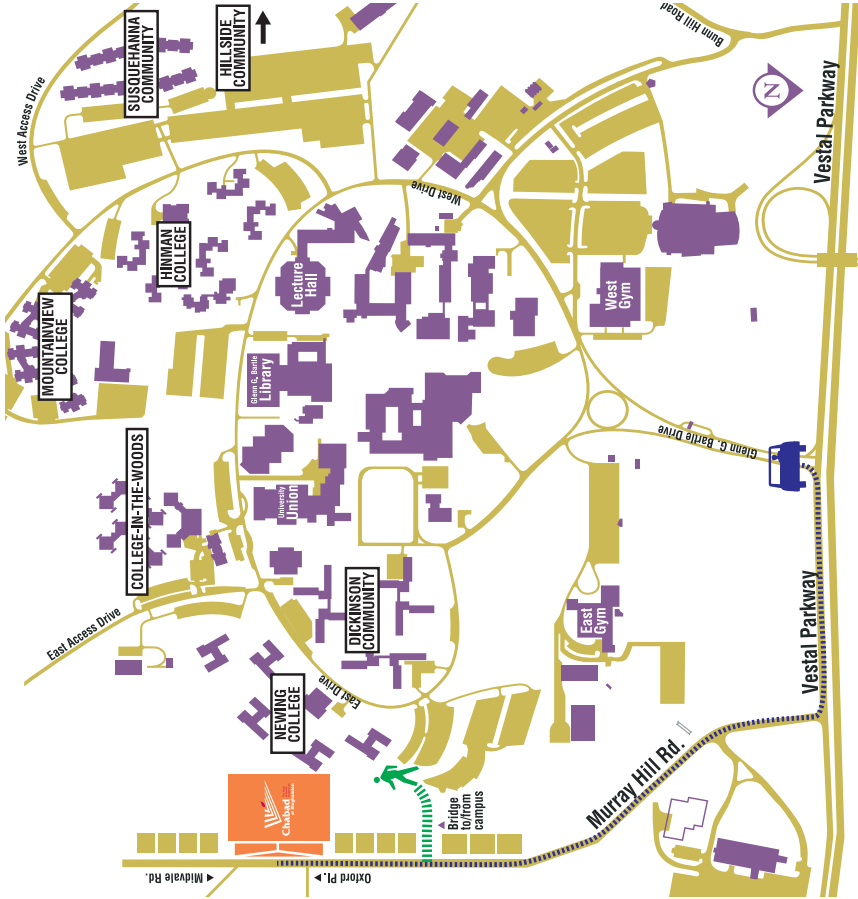 SUSQUEHANNA
COMMUNITY
HILLSIDE
COMMUNITY
Bunn Hill Road
West Access Drive
N
Vestal Parkway
West Drive
HINMAN
COLLEGE
Lecture
Hall
MOUNTAINVIEW
COLLEGE
West
Gym
Glenn G. Bartle
Library
Glenn G. Bartle Drive
COLLEGE-IN-THE-WOODS
University
Union
DICKINSON
COMMUNITY
East
Gym
Vestal Parkway
East Access Drive
East Drive
NEWING
COLLEGE
Murray Hill Rd.
Chabad
Bridge
to/from
campus
Midvale Rd.
Oxford Pl.